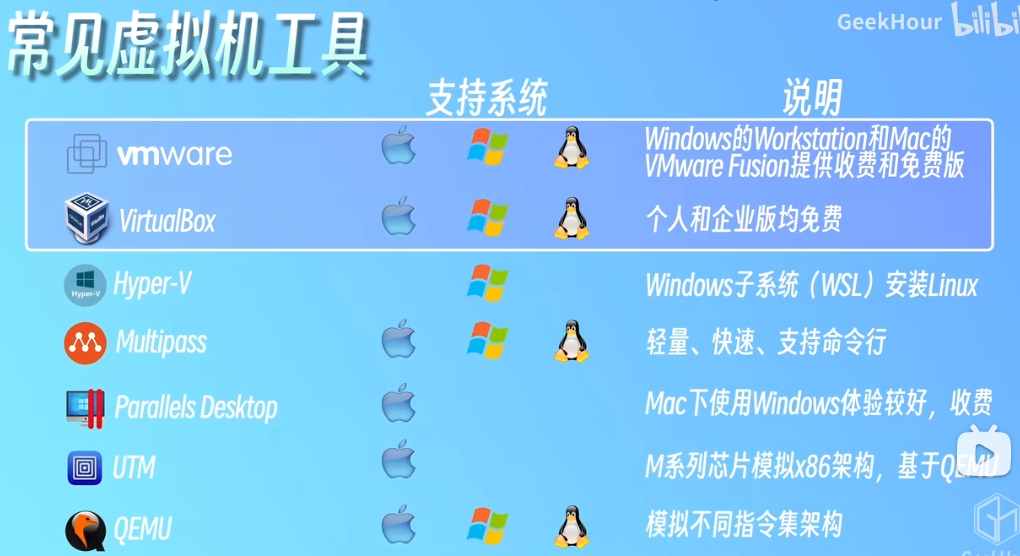 常见虚拟机工具
GeekHour bilibili
支持系统 说明
vmware Windows的Workstation和Mac的
VMware Fusion提供收费和免费版
VirtualBox 个人和企业版均免费
Hyper-V
Hyper-V Windows子系统（WSL）安装Linux
Multipass 轻量、快速、支持命令行
Parallels Desktop Mac下使用Windows体验较好，收费
UTM M系列芯片模拟x86架构，基于QEMU
QEMU 模拟不同指令集架构